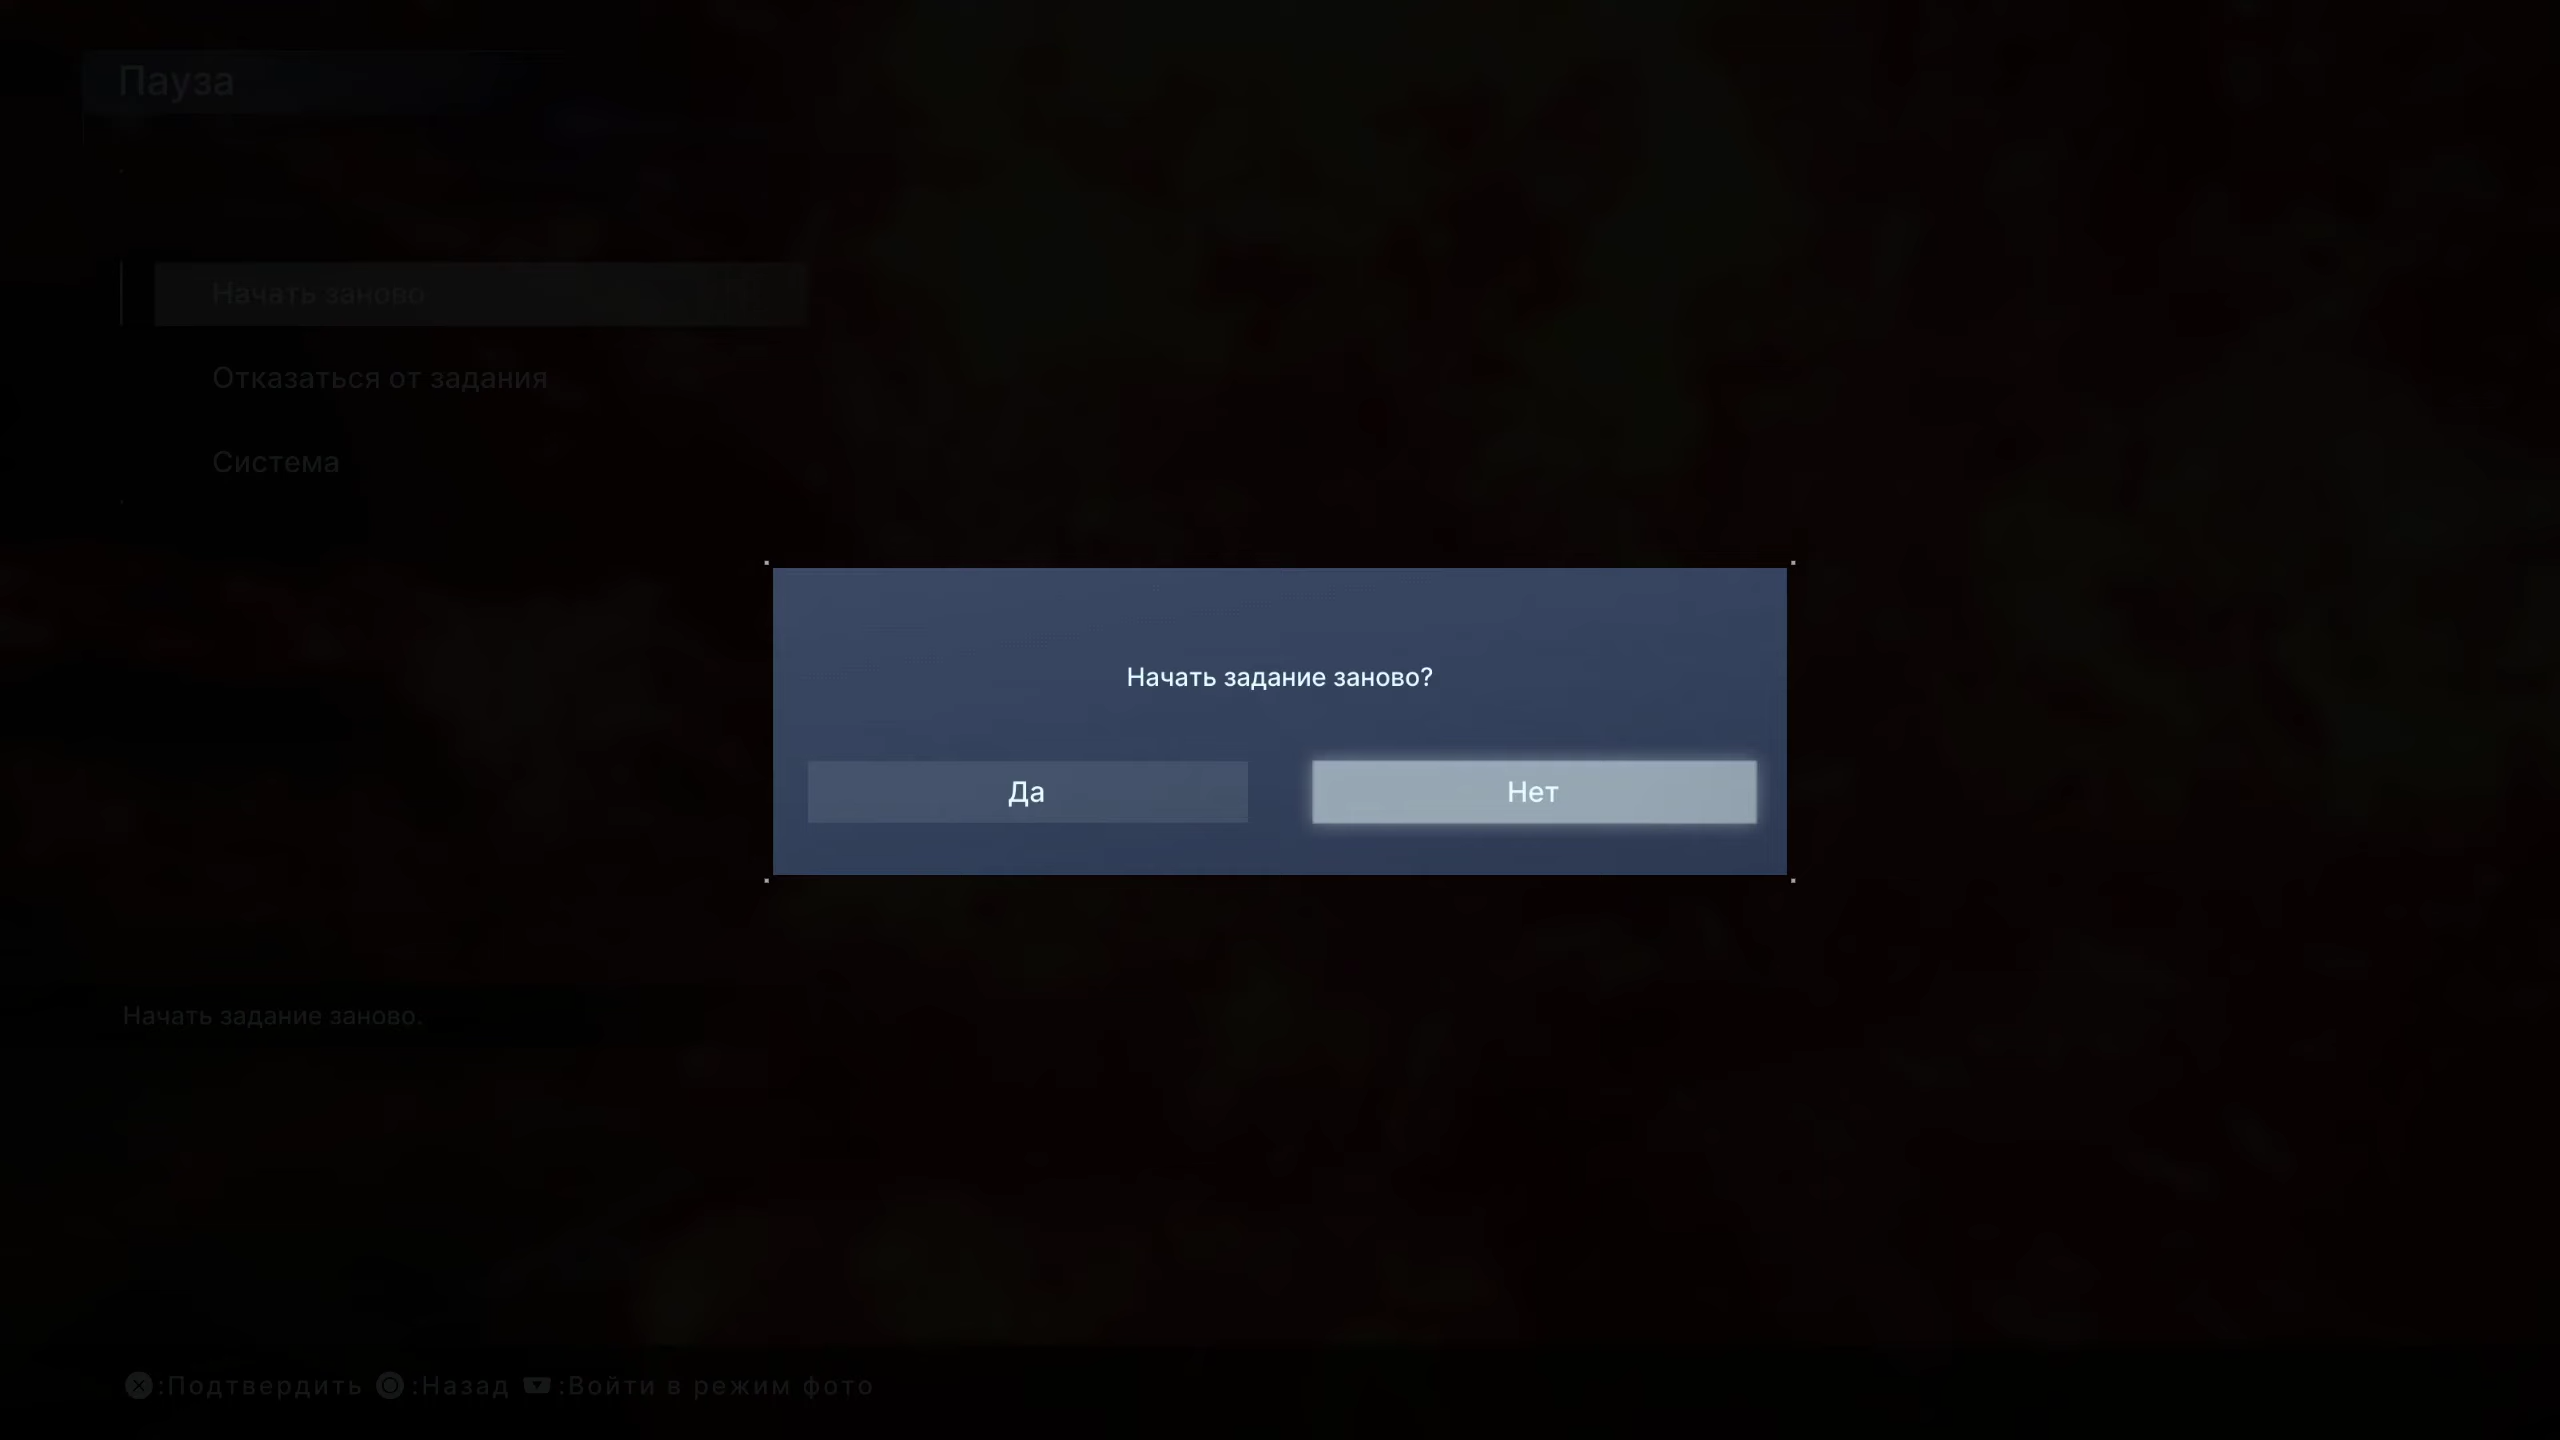 Пауза
Начать заново
Отказаться от задания
Система
Начать задание заново?
Да
Нет
Начать задание заново.
:Подтвердить :Назад :Войти в режим фото